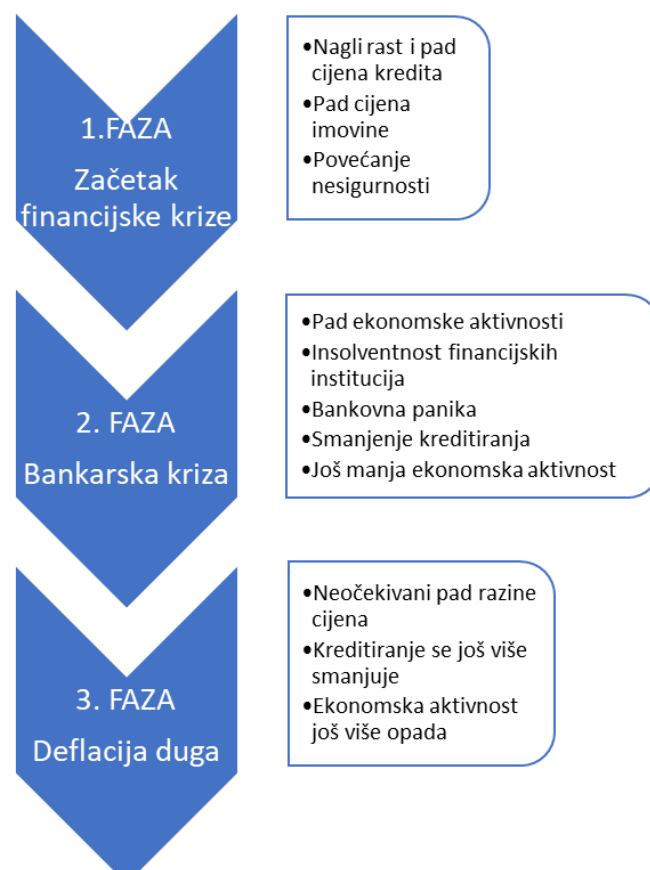 1.FAZA
Začetak
financijske krize
•Nagli rast i pad
cijena kredita
•Pad cijena
imovine
•Povećanje
nesigurnosti
2. FAZA
Bankarska kriza
•Pad ekonomske aktivnosti
•Insolventnost financijskih
institucija
•Bankovna panika
•Smanjenje kreditiranja
•Još manja ekonomska aktivnost
3. FAZA
Deflacija duga
•Neočekivani pad razine
cijena
•Kreditiranje se još više
smanjuje
•Ekonomska aktivnost
još više opada